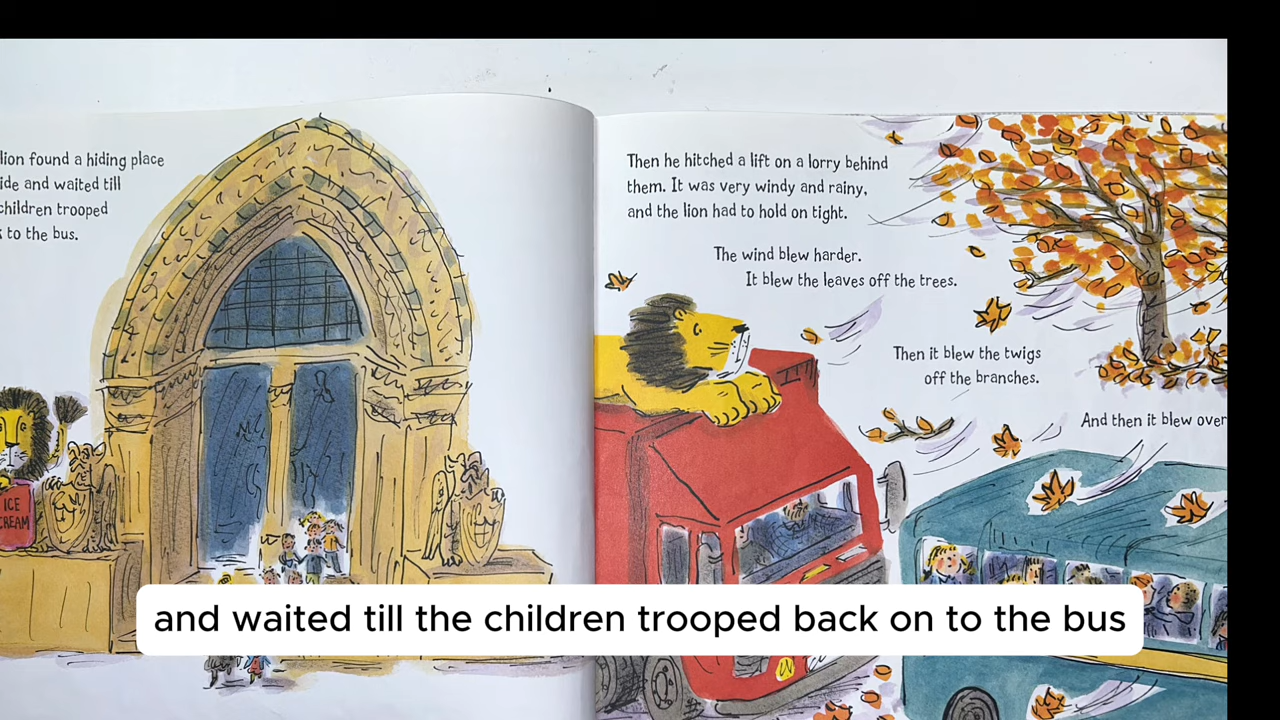 lion found a hiding place
ide and waited till
children trooped
k to the bus.
ICE
CREAM
Then he hitched a lift on a lorry behind
them. It was very windy and rainy,
and the lion had to hold on tight.
The wind blew harder.
It blew the leaves off the trees.
Then it blew the twigs
off the branches.
And then it blew over
and waited till the children trooped back on to the bus